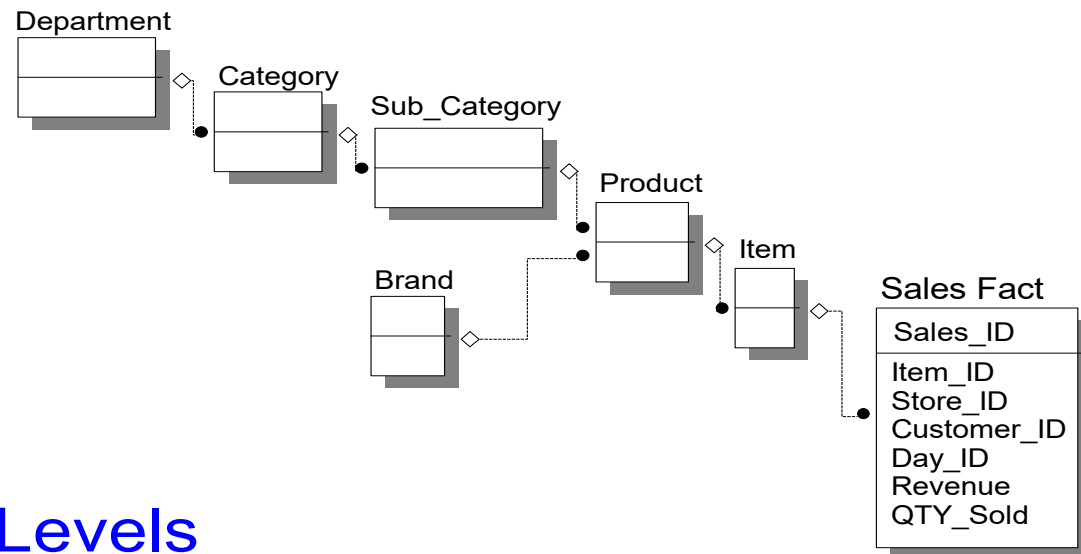 Department
Category
Sub_Category
Product
Item
Brand
Sales Fact
Sales_ID
Item_ID
Store_ID
Customer_ID
Day_ID
Revenue
QTY_Sold
Levels